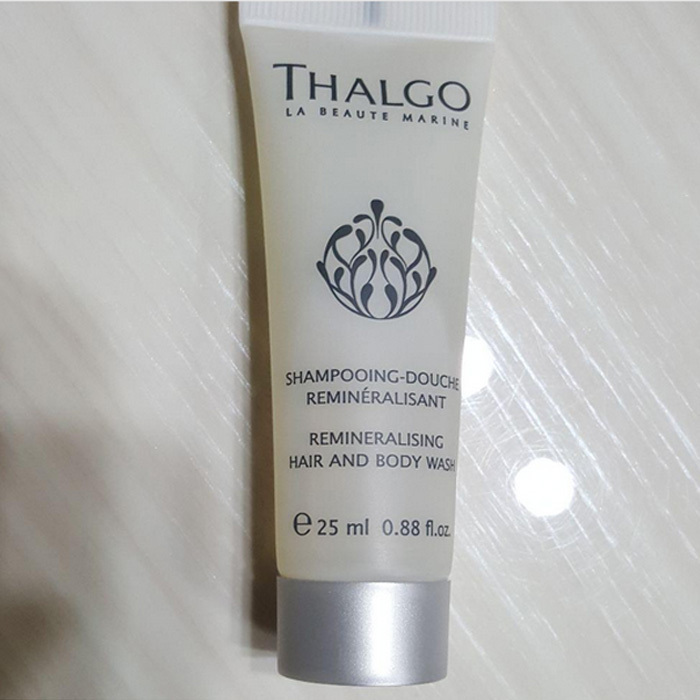 THALGO
LA BEAUTE MARINE
SHAMPOOING-DOUCHE
REMINÉRALISANT
REMINERALISING
HAIR AND BODY WASH
℮ 25 ml 0.88 fl.oz.